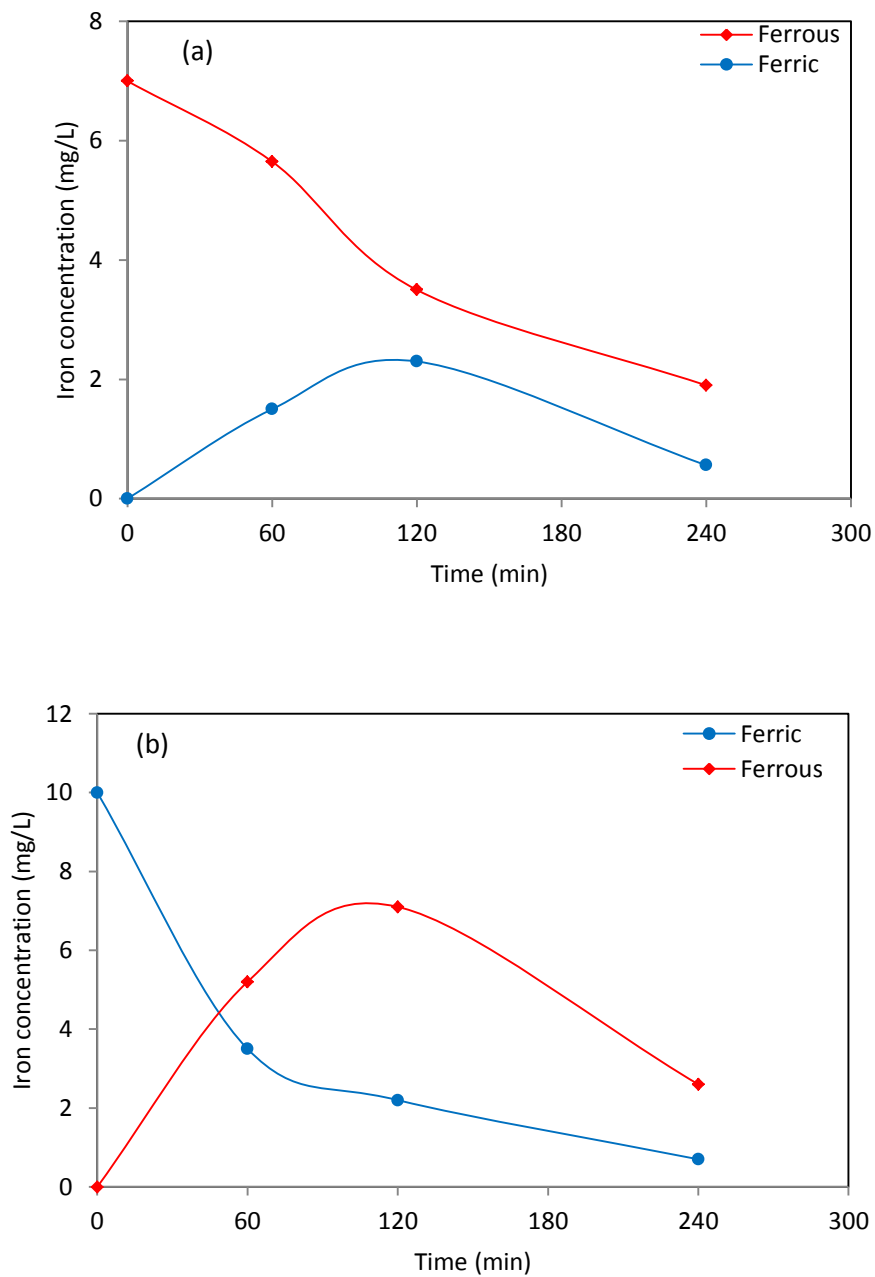 (a)
Ferrous
Ferric
8
6
4
2
0
Iron concentration (mg/L)
0 60 120 180 240 300
Time (min)
(b)
Ferric
Ferrous
12
10
8
6
4
2
0
Iron concentration (mg/L)
0 60 120 180 240 300
Time (min)